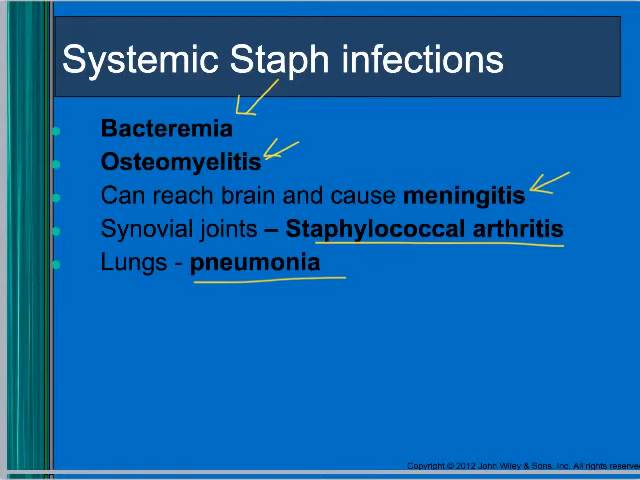 Systemic Staph infections
Bacteremia
Osteomyelitis
Can reach brain and cause meningitis
Synovial joints – Staphylococcal arthritis
Lungs - pneumonia
Copyright © 2012 John Wiley & Sons, Inc. All rights reserve